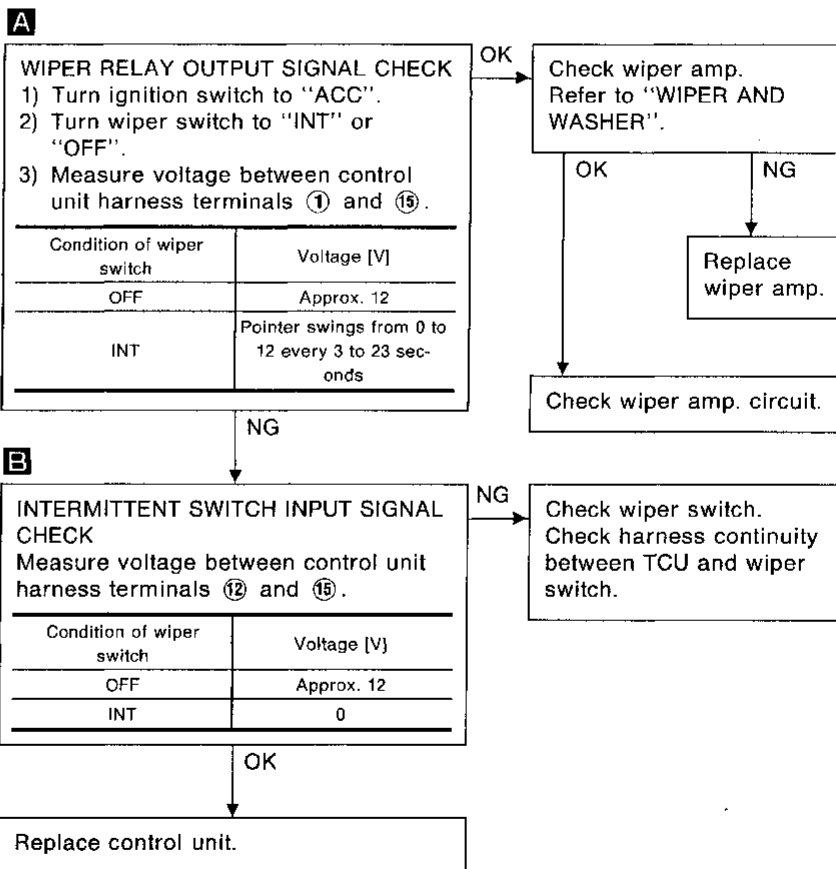 A
WIPER RELAY OUTPUT SIGNAL CHECK
1) Turn ignition switch to "ACC".
2) Turn wiper switch to "INT" or
"OFF".
3) Measure voltage between control
unit harness terminals ① and ⑮.
Condition of wiper
switch
Voltage [V]
OFF
Approx. 12
INT
Pointer swings from 0 to
12 every 3 to 23 sec-
onds
OK
Check wiper amp.
Refer to "WIPER AND
WASHER".
OK
NG
Replace
wiper amp.
Check wiper amp. circuit.
NG
B
INTERMITTENT SWITCH INPUT SIGNAL
CHECK
Measure voltage between control unit
harness terminals ⑫ and ⑮.
Condition of wiper
switch
Voltage [V]
OFF
Approx. 12
INT
0
NG
Check wiper switch.
Check harness continuity
between TCU and wiper
switch.
OK
Replace control unit.